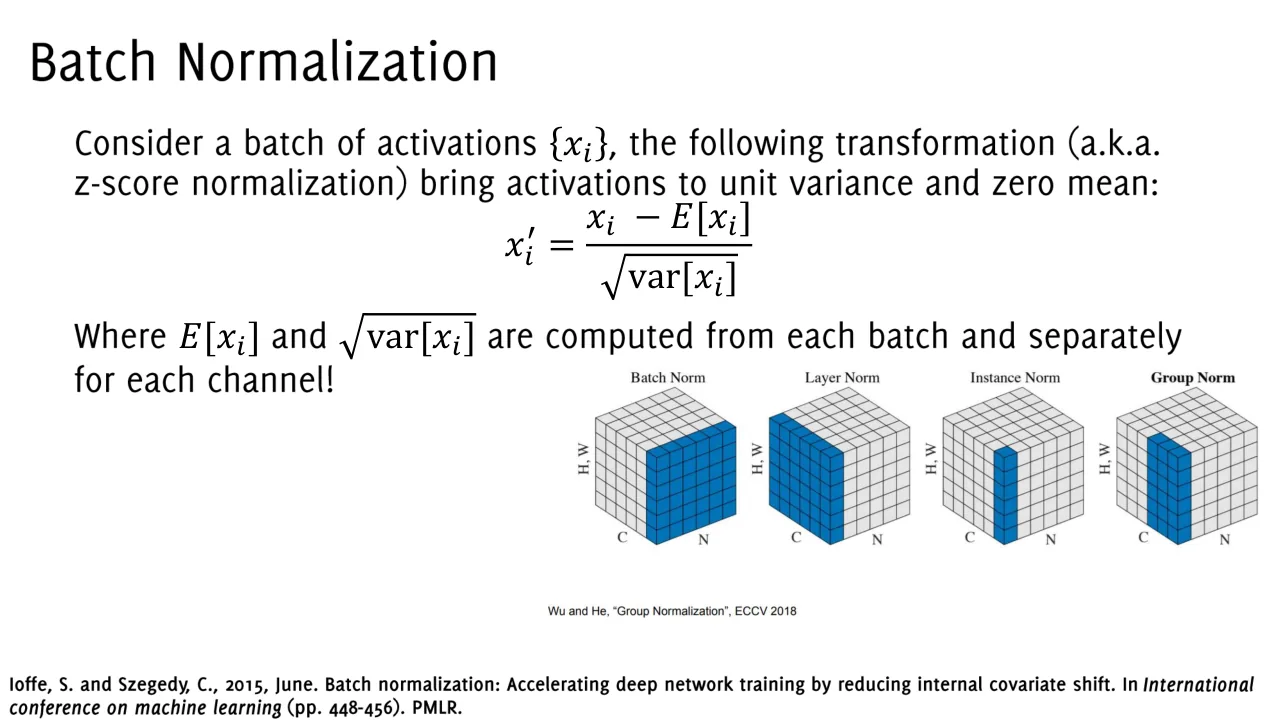 Batch Normalization
Consider a batch of activations {xᵢ}, the following transformation (a.k.a.
z-score normalization) bring activations to unit variance and zero mean:
xᵢ′ = (xᵢ − E[xᵢ]) / √var[xᵢ]
Where E[xᵢ] and √var[xᵢ] are computed from each batch and separately
for each channel!
Batch Norm Layer Norm Instance Norm Group Norm
H, W H, W H, W H, W
C N C N C N C N
Wu and He, “Group Normalization”, ECCV 2018
Ioffe, S. and Szegedy, C., 2015, June. Batch normalization: Accelerating deep network training by reducing internal covariate shift. In International
conference on machine learning (pp. 448-456). PMLR.